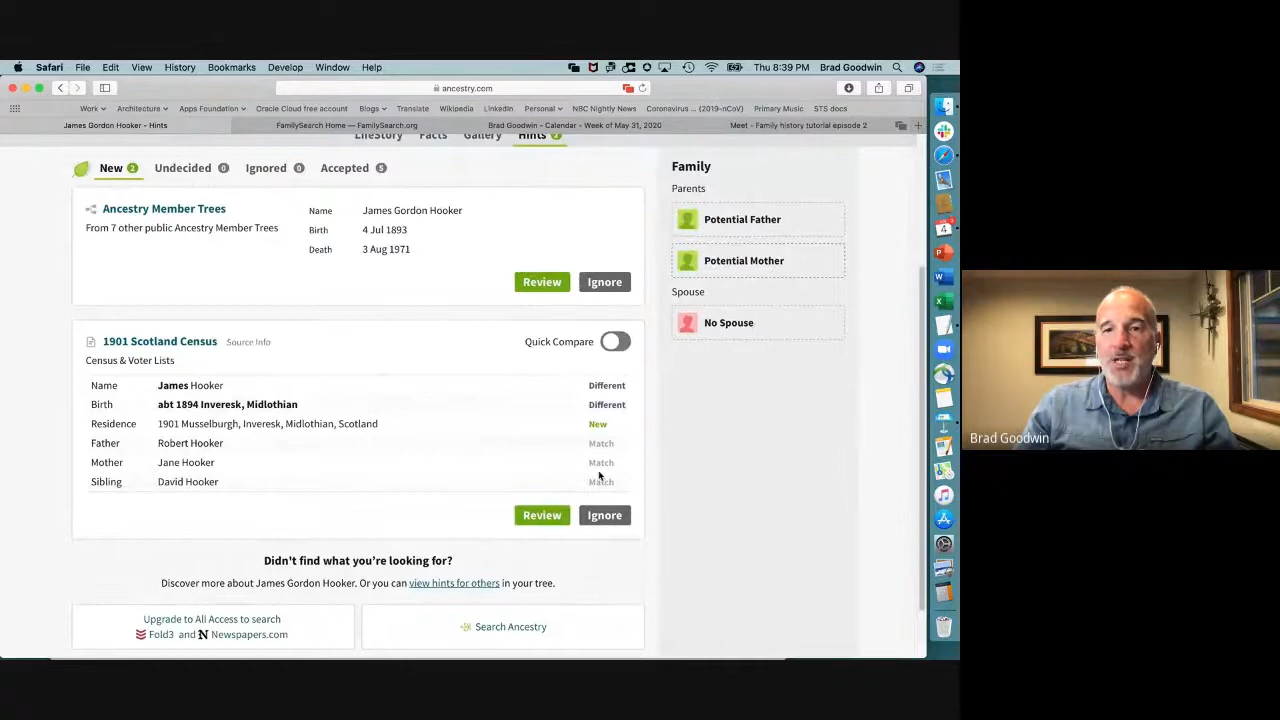 Safari File Edit View History Bookmarks Develop Window Help Thu 8:39 PM Brad Goodwin
ancestry.com
Work Architecture Apps Foundation Oracle Cloud free account Blogs Translate Wikipedia LinkedIn Personal NBC Nightly News Coronavirus ... (2019-nCoV) Primary Music STS docs
James Gordon Hooker – Hints FamilySearch Home — FamilySearch.org Brad Goodwin - Calendar - Week of May 31, 2020 Meet - Family history tutorial episode 2
LifeStory Facts Gallery Hints 2
New 2 Undecided 0 Ignored 0 Accepted 5
Ancestry Member Trees
From 7 other public Ancestry Member Trees
Name James Gordon Hooker
Birth 4 Jul 1893
Death 3 Aug 1971
Review Ignore
1901 Scotland Census Source Info Quick Compare
Census & Voter Lists
Name James Hooker Different
Birth abt 1894 Inveresk, Midlothian Different
Residence 1901 Musselburgh, Inveresk, Midlothian, Scotland New
Father Robert Hooker Match
Mother Jane Hooker Match
Sibling David Hooker Match
Review Ignore
Didn't find what you're looking for?
Discover more about James Gordon Hooker. Or you can view hints for others in your tree.
Upgrade to All Access to search
Fold3 and Newspapers.com
Search Ancestry
Family
Parents
Potential Father
Potential Mother
Spouse
No Spouse
Brad Goodwin